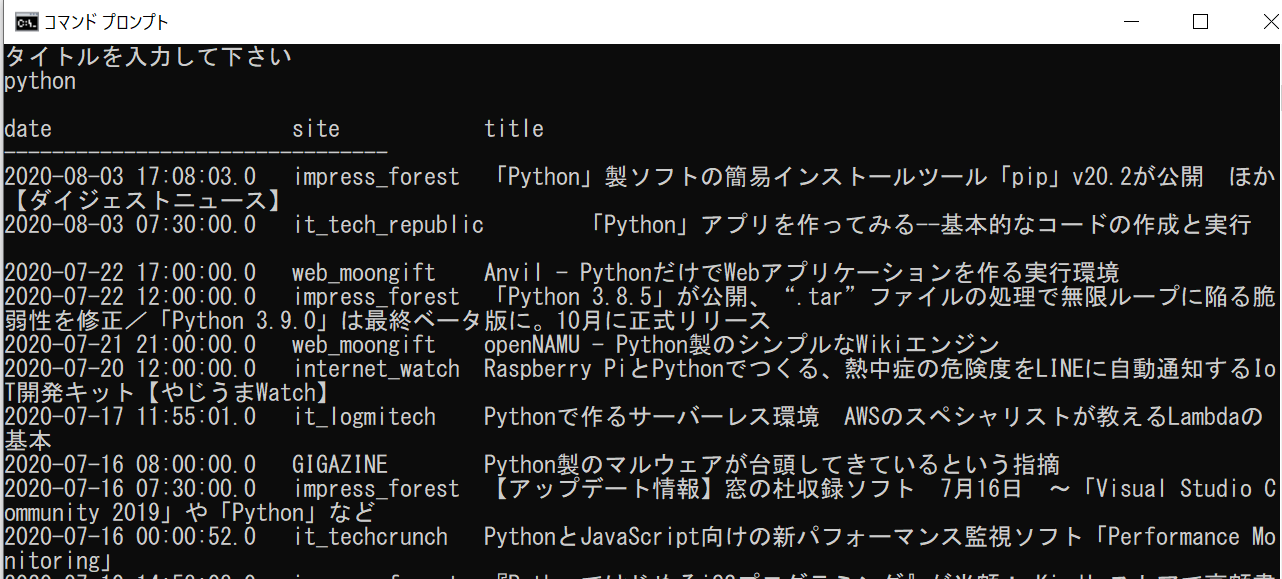 コマンド プロンプト
タイトルを入力して下さい
python
date site title
--------------------------------
2020-08-03 17:08:03.0 impress_forest 「Python」製ソフトの簡易インストールツール「pip」v20.2が公開 ほか
【ダイジェストニュース】
2020-08-03 07:30:00.0 it_tech_republic 「Python」アプリを作ってみる--基本的なコードの作成と実行
2020-07-22 17:00:00.0 web_moongift Anvil - PythonだけでWebアプリケーションを作る実行環境
2020-07-22 12:00:00.0 impress_forest 「Python 3.8.5」が公開、“.tar”ファイルの処理で無限ループに陥る脆
弱性を修正／「Python 3.9.0」は最終ベータ版に。10月に正式リリース
2020-07-21 21:00:00.0 web_moongift openNAMU - Python製のシンプルなWikiエンジン
2020-07-20 12:00:00.0 internet_watch Raspberry PiとPythonでつくる、熱中症の危険度をLINEに自動通知するIo
T開発キット【やじうまWatch】
2020-07-17 11:55:01.0 it_logmitech Pythonで作るサーバーレス環境 AWSのスペシャリストが教えるLambdaの
基本
2020-07-16 08:00:00.0 GIGAZINE Python製のマルウェアが台頭してきているという指摘
2020-07-16 07:30:00.0 impress_forest 【アップデート情報】窓の杜収録ソフト 7月16日 ～「Visual Studio C
ommunity 2019」や「Python」など
2020-07-16 00:00:52.0 it_techcrunch PythonとJavaScript向けの新パフォーマンス監視ソフト「Performance Mo
nitoring」